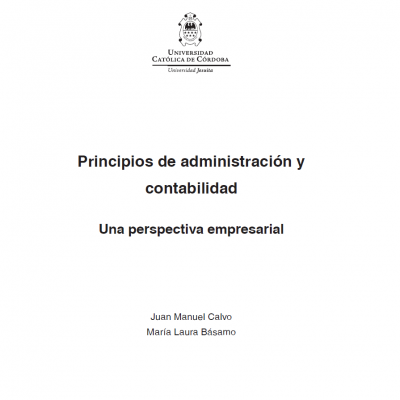 UNIVERSIDAD
CATÓLICA DE CÓRDOBA
Universidad Jesuita
Principios de administración y
contabilidad
Una perspectiva empresarial
Juan Manuel Calvo
María Laura Básamo